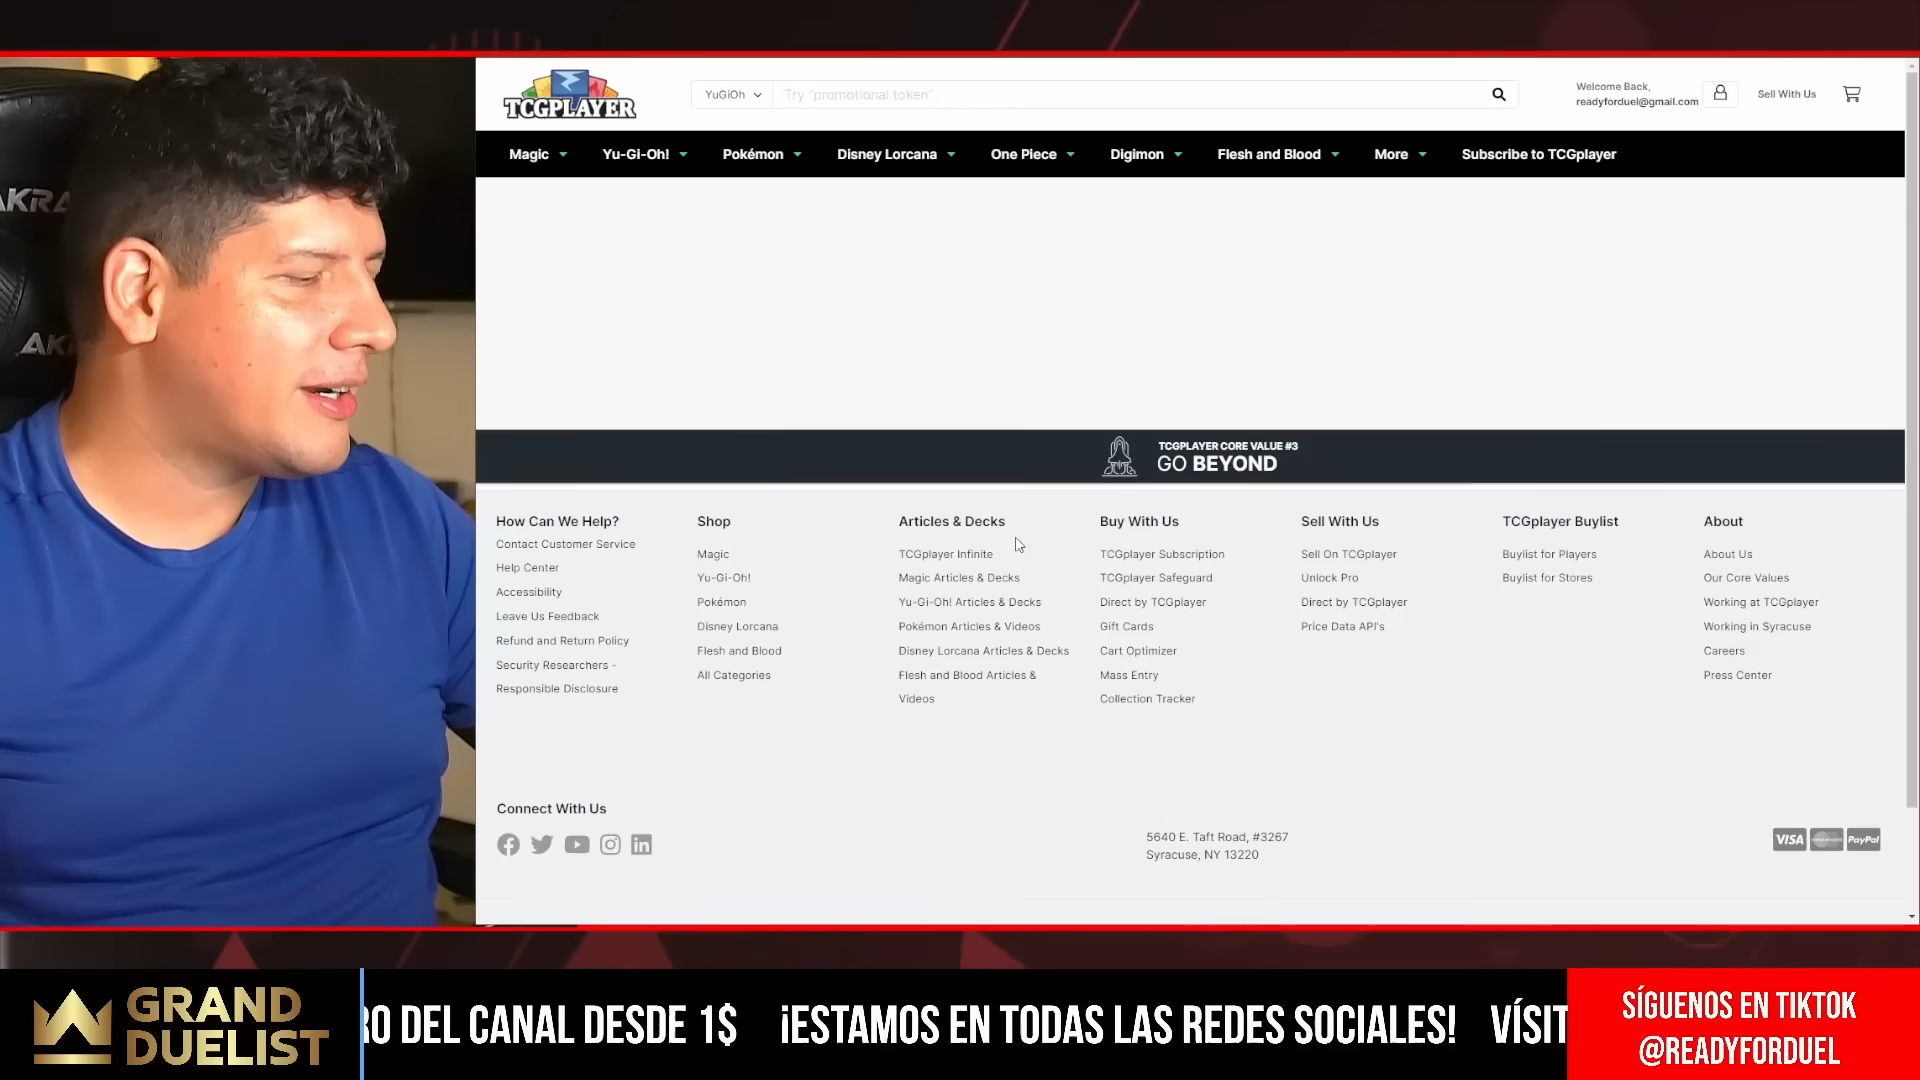 AKRA
AK
TCGPLAYER
YuGiOh
Try "promotional token"
Welcome Back,
readyforduel@gmail.com
Sell With Us
Magic
Yu-Gi-Oh!
Pokémon
Disney Lorcana
One Piece
Digimon
Flesh and Blood
More
Subscribe to TCGplayer
TCGPLAYER CORE VALUE #3
GO BEYOND
How Can We Help?
Contact Customer Service
Help Center
Accessibility
Leave Us Feedback
Refund and Return Policy
Security Researchers -
Responsible Disclosure
Shop
Magic
Yu-Gi-Oh!
Pokémon
Disney Lorcana
Flesh and Blood
All Categories
Articles & Decks
TCGplayer Infinite
Magic Articles & Decks
Yu-Gi-Oh! Articles & Decks
Pokémon Articles & Videos
Disney Lorcana Articles & Decks
Flesh and Blood Articles &
Videos
Buy With Us
TCGplayer Subscription
TCGplayer Safeguard
Direct by TCGplayer
Gift Cards
Cart Optimizer
Mass Entry
Collection Tracker
Sell With Us
Sell On TCGplayer
Unlock Pro
Direct by TCGplayer
Price Data API's
TCGplayer Buylist
Buylist for Players
Buylist for Stores
About
About Us
Our Core Values
Working at TCGplayer
Working in Syracuse
Careers
Press Center
Connect With Us
5640 E. Taft Road, #3267
Syracuse, NY 13220
VISA
PayPal
GRAND
DUELIST
RO DEL CANAL DESDE 1$ ¡ESTAMOS EN TODAS LAS REDES SOCIALES! VÍSIT
SÍGUENOS EN TIKTOK
@READYFORDUEL